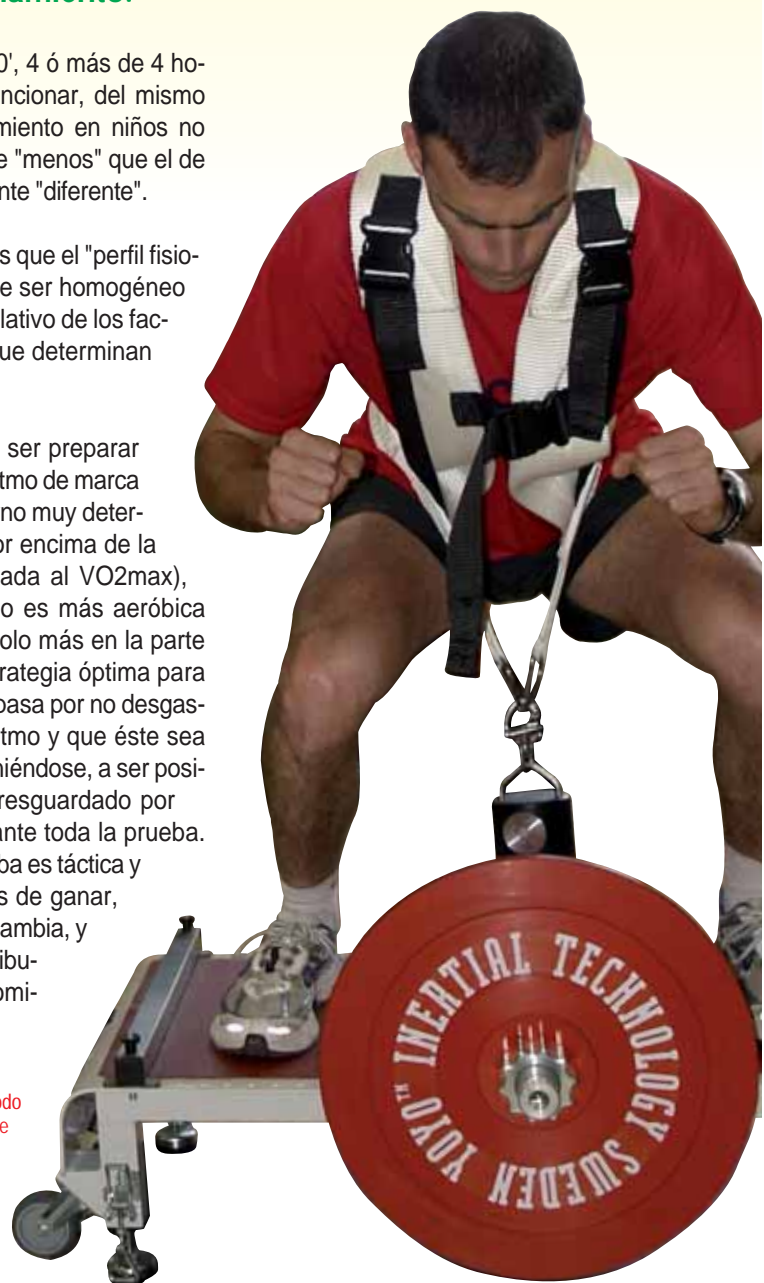 0', 4 ó más de 4 ho-
ncionar, del mismo
miento en niños no
e "menos" que el de
nte "diferente".
s que el "perfil fisio-
e ser homogéneo
lativo de los fac-
ue determinan
ser preparar
tmo de marca
rno muy deter-
or encima de la
ada al VO2max),
o es más aeróbica
olo más en la parte
trategia óptima para
pasa por no desgas-
tmo y que éste sea
niéndose, a ser posi-
resguardado por
ante toda la prueba.
ba es táctica y
s de ganar,
ambia, y
ibu-
omi-
odo
e
INERTIAL TECHNOLOGY SWEDEN YOYO™